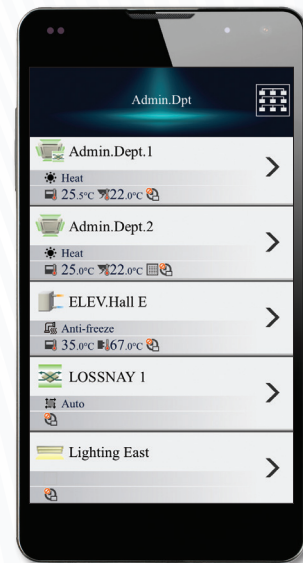 Admin.Dpt
Admin.Dept.1
Heat
25.5°C 22.0°C
Admin.Dept.2
Heat
25.0°C 22.0°C
ELEV.Hall E
Anti-freeze
35.0°C 67.0°C
LOSSNAY 1
Auto
Lighting East